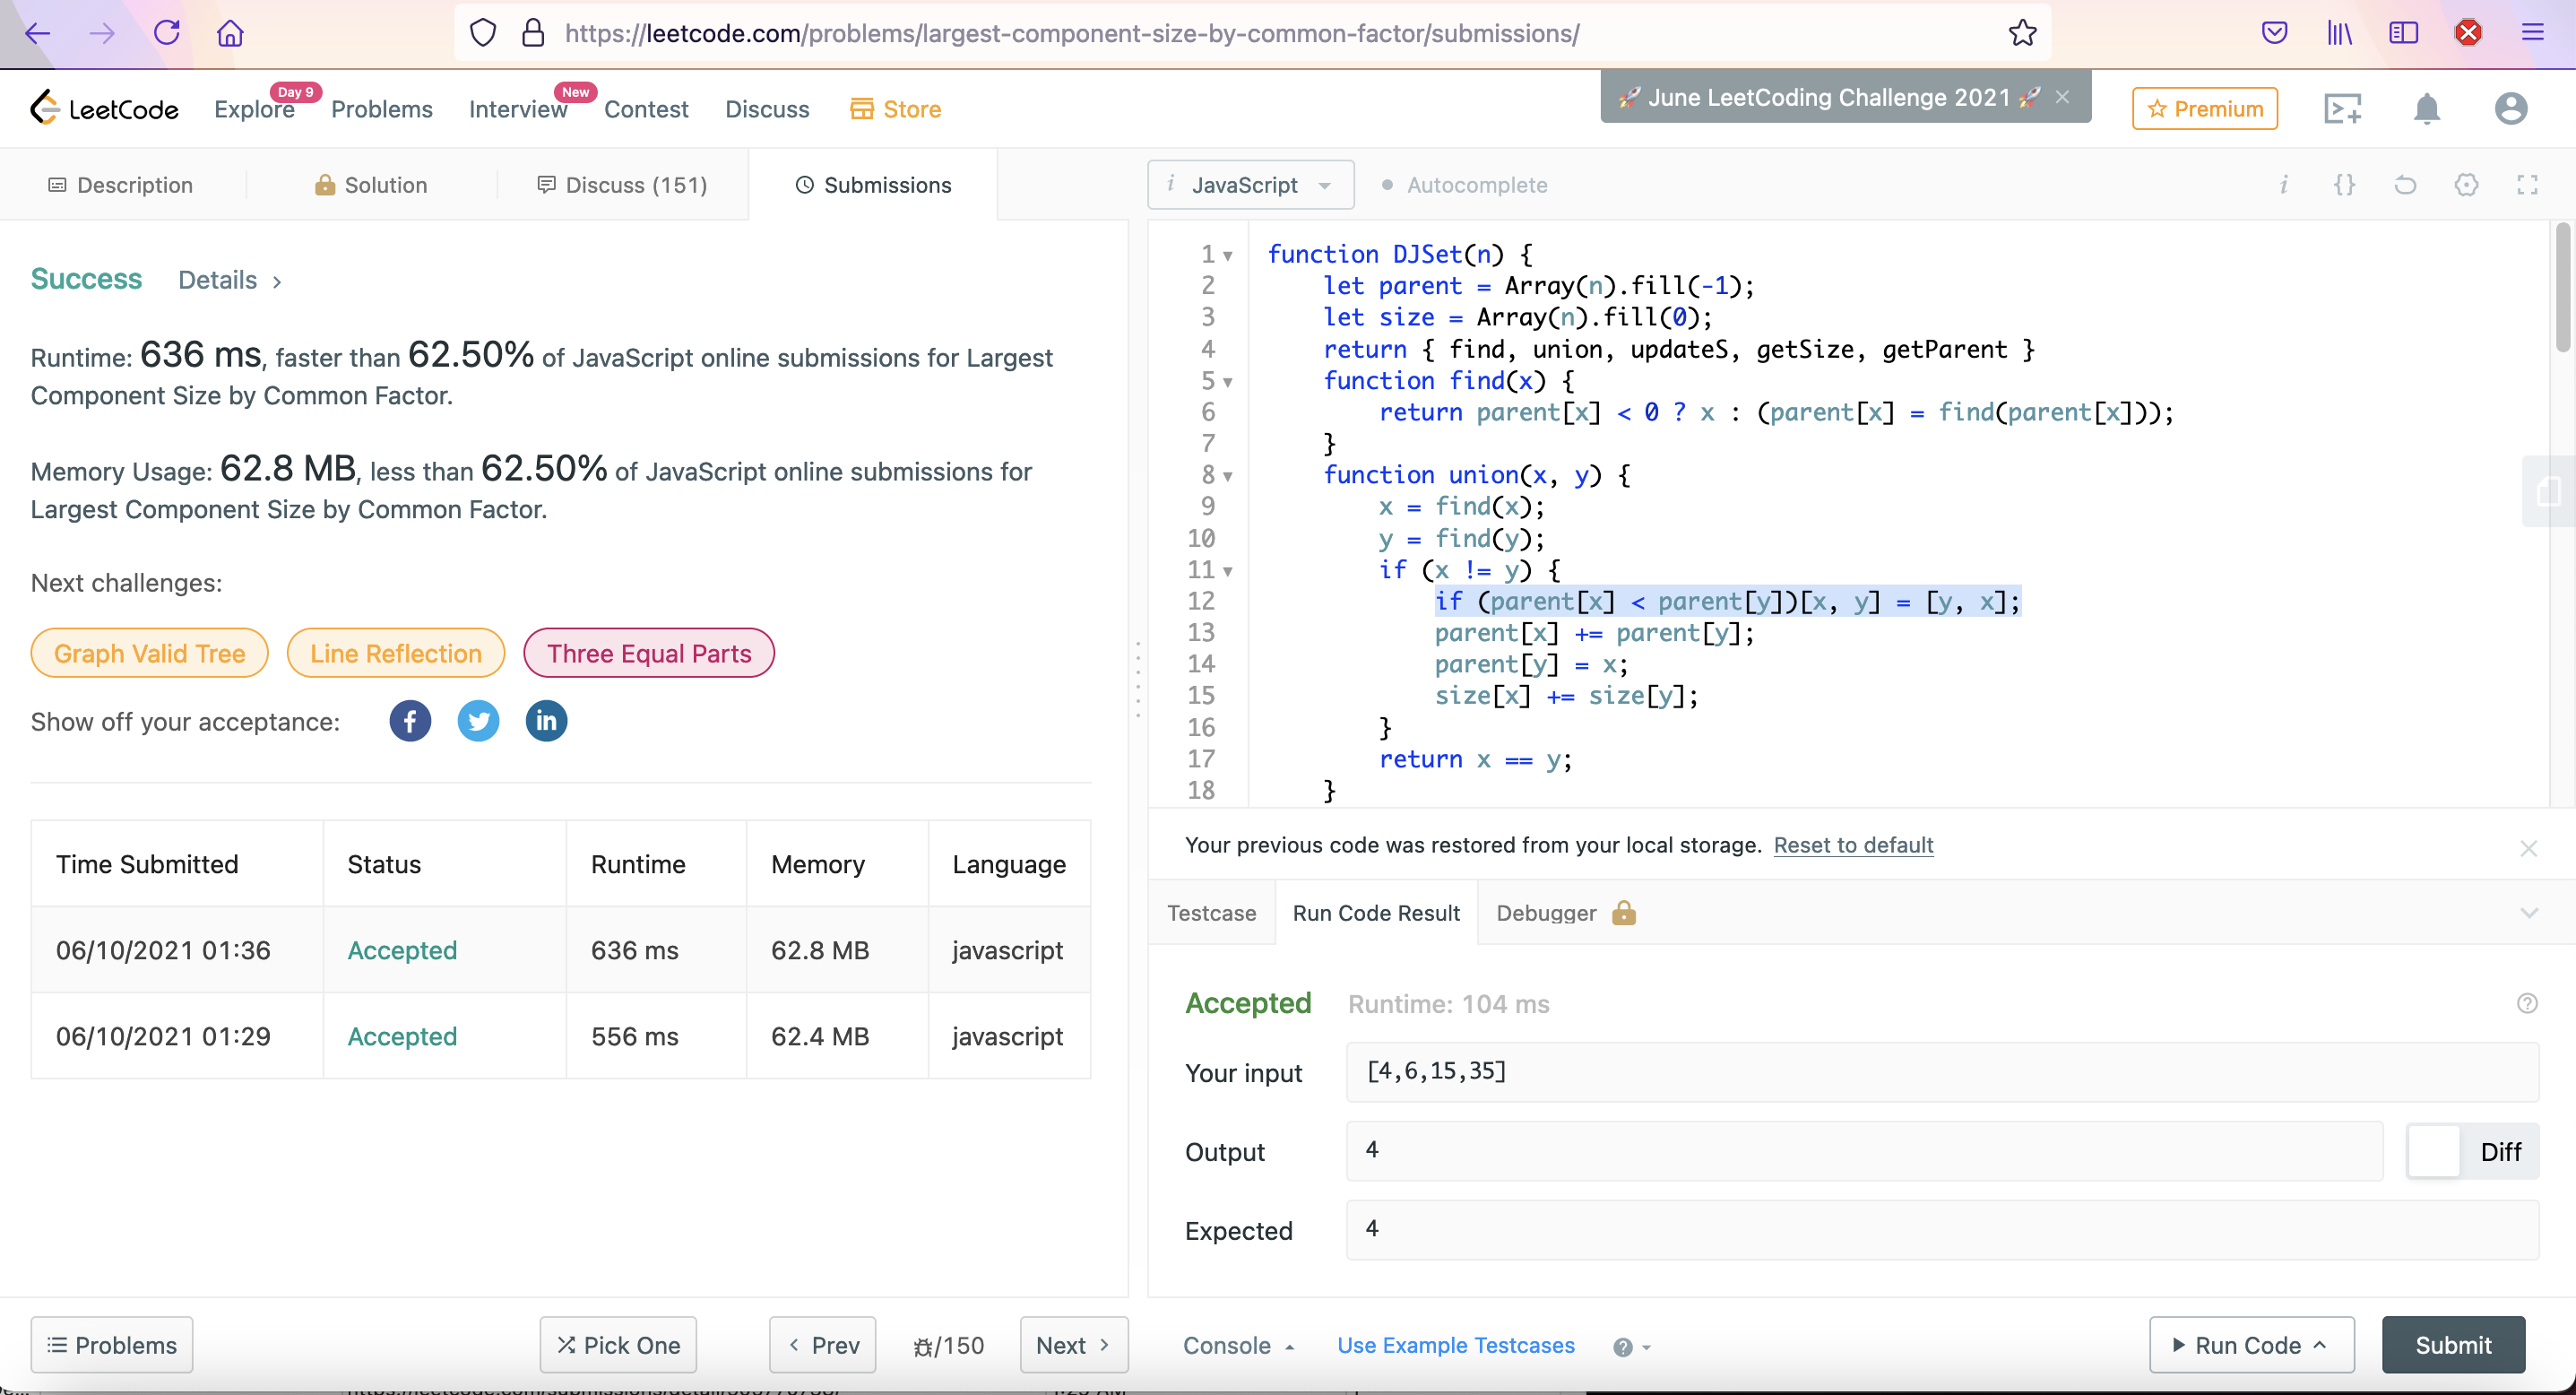 https://leetcode.com/problems/largest-component-size-by-common-factor/submissions/
LeetCode
Explore
Day 9
Problems
Interview
New
Contest
Discuss
Store
🚀 June LeetCoding Challenge 2021 🚀
Premium
Description
Solution
Discuss (151)
Submissions
Success
Details
Runtime: 636 ms, faster than 62.50% of JavaScript online submissions for Largest
Component Size by Common Factor.
Memory Usage: 62.8 MB, less than 62.50% of JavaScript online submissions for
Largest Component Size by Common Factor.
Next challenges:
Graph Valid Tree
Line Reflection
Three Equal Parts
Show off your acceptance:
Time Submitted Status Runtime Memory Language
06/10/2021 01:36 Accepted 636 ms 62.8 MB javascript
06/10/2021 01:29 Accepted 556 ms 62.4 MB javascript
Problems
Pick One
Prev
/150
Next
i JavaScript
Autocomplete
i {}
1 function DJSet(n) {
2 let parent = Array(n).fill(-1);
3 let size = Array(n).fill(0);
4 return { find, union, updateS, getSize, getParent }
5 function find(x) {
6 return parent[x] < 0 ? x : (parent[x] = find(parent[x]));
7 }
8 function union(x, y) {
9 x = find(x);
10 y = find(y);
11 if (x != y) {
12 if (parent[x] < parent[y])[x, y] = [y, x];
13 parent[x] += parent[y];
14 parent[y] = x;
15 size[x] += size[y];
16 }
17 return x == y;
18 }
Your previous code was restored from your local storage. Reset to default
Testcase
Run Code Result
Debugger
Accepted
Runtime: 104 ms
Your input
[4,6,15,35]
Output
4
Diff
Expected
4
Console
Use Example Testcases
Run Code
Submit